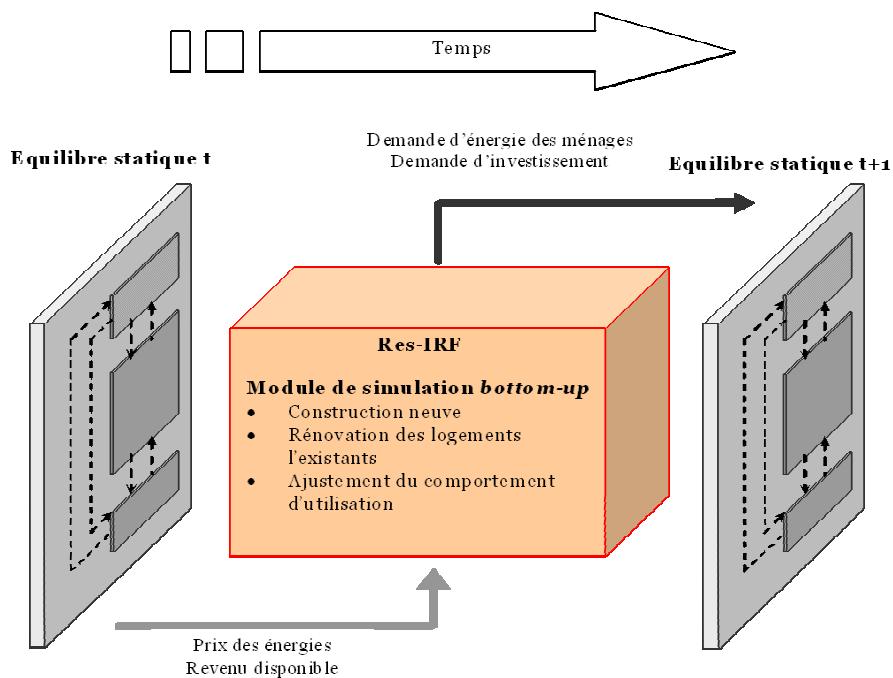 Temps
Demande d'énergie des ménages
Demande d'investissement
Equilibre statique t
Equilibre statique t+1
Res-IRF
Module de simulation bottom-up
• Construction neuve
• Rénovation des logements
l'existants
• Ajustement du comportement
d'utilisation
Prix des énergies
Revenu disponible